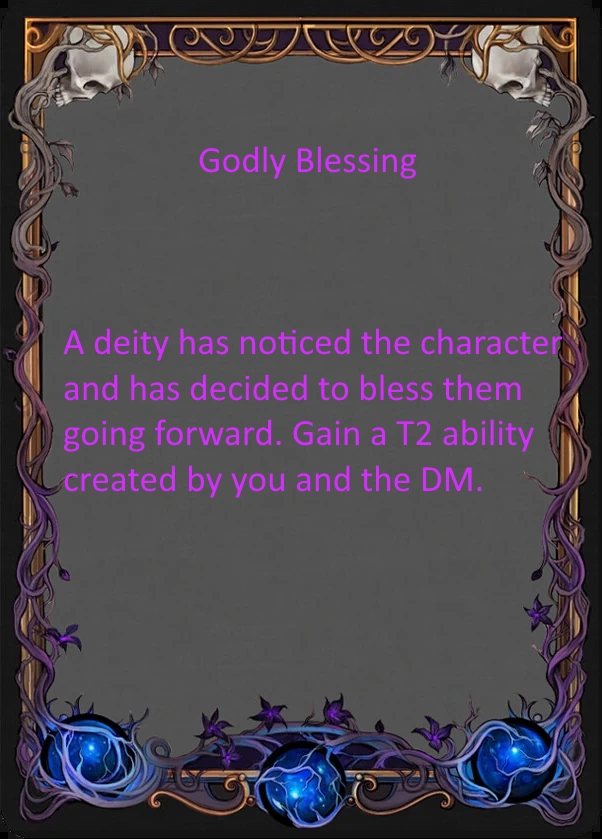 Godly Blessing
A deity has noticed the character
and has decided to bless them
going forward. Gain a T2 ability
created by you and the DM.